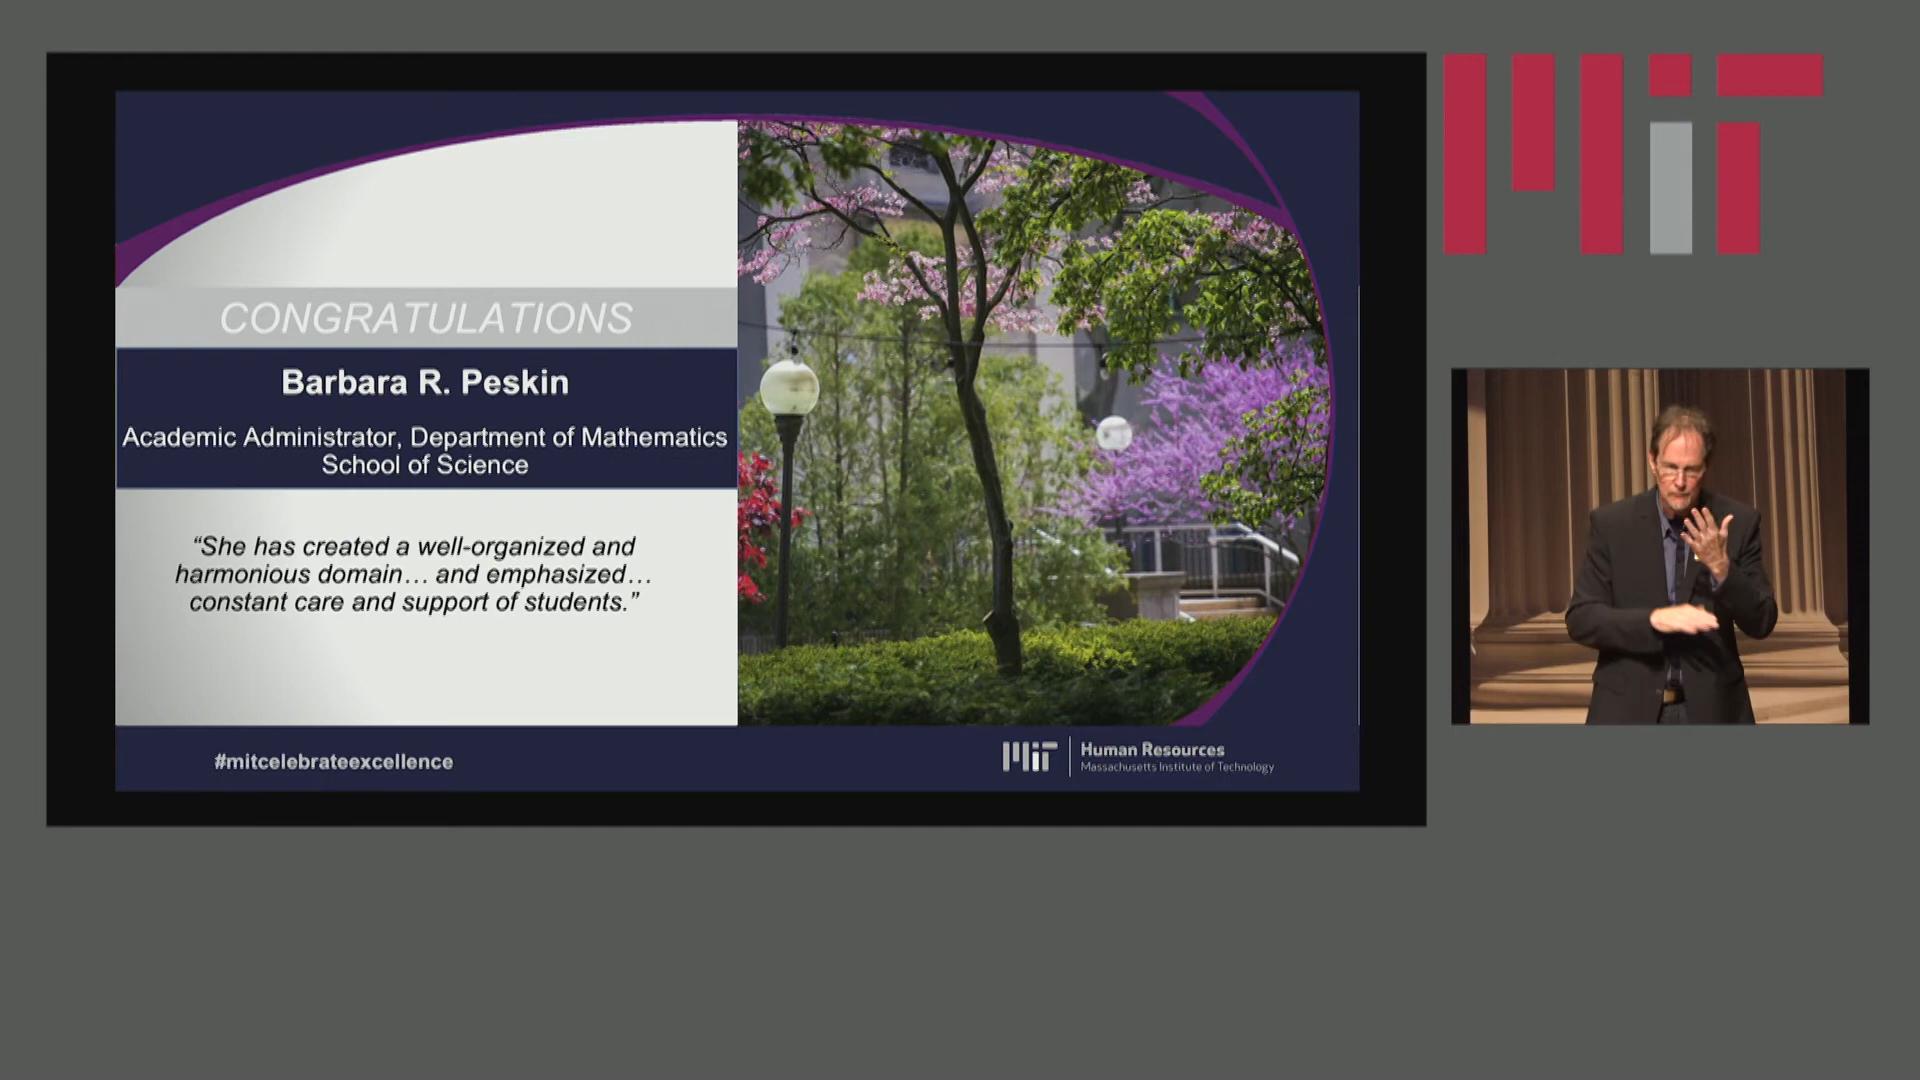 CONGRATULATIONS
Barbara R. Peskin
Academic Administrator, Department of Mathematics
School of Science
“She has created a well-organized and
harmonious domain… and emphasized…
constant care and support of students.”
#mitcelebrateexcellence
MIT
Human Resources
Massachusetts Institute of Technology
MIT